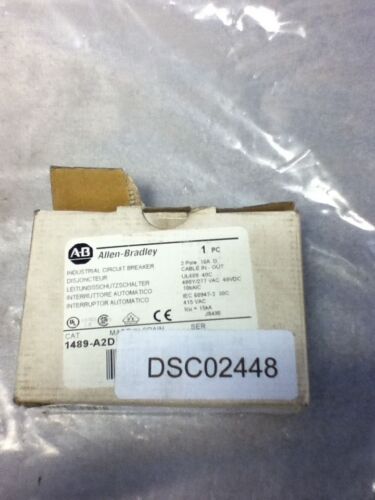 A-B Allen-Bradley
1 PC
INDUSTRIAL CIRCUIT BREAKER
DISJONCTEUR
LEITUNGSSCHUTZSCHALTER
INTERRUTTORE AUTOMATICO
INTERRUPTOR AUTOMATICO
2 Pole 10A D
CABLE IN - OUT
UL489 40C
480Y/277 VAC 48VDC
10kAIC
IEC 60947-2 30C
415 VAC
Icu = 15kA
UL
CE
CAT
MADE IN SPAIN
SER
1489-A2D
DSC02448